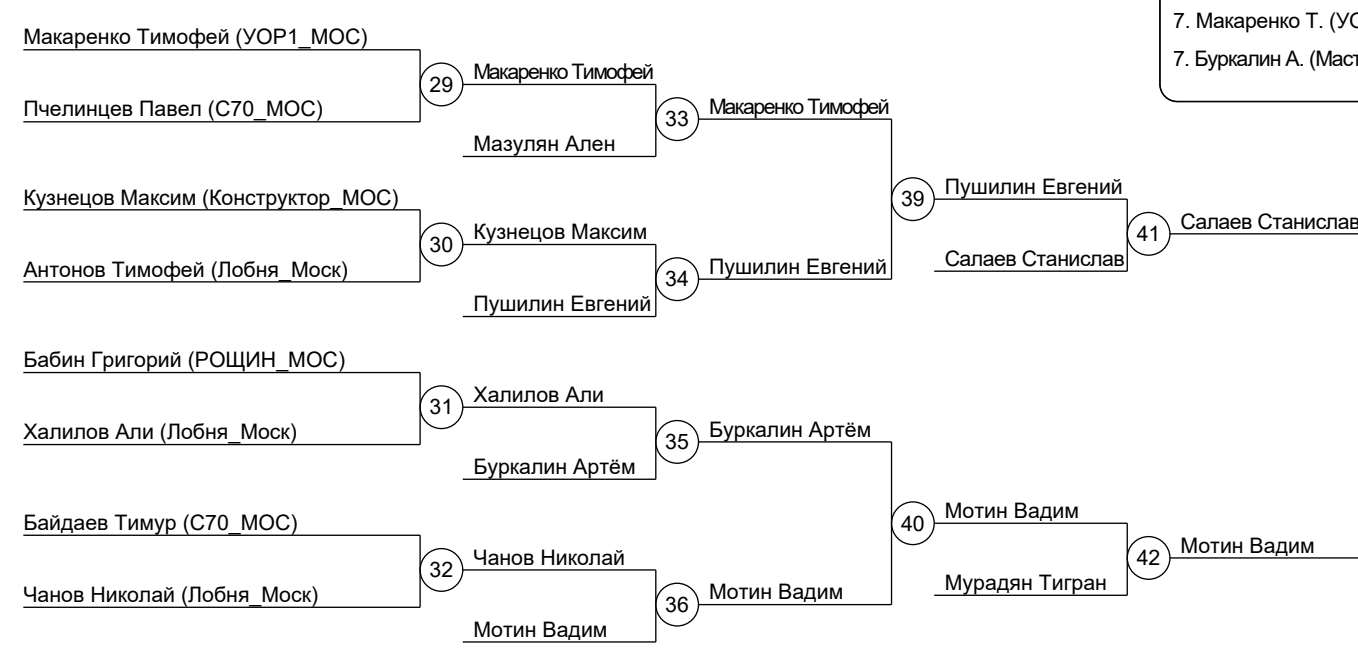 7. Макаренко Т. (УО
7. Буркалин А. (Маст
Макаренко Тимофей (УОР1_МОС)
Пчелинцев Павел (С70_МОС)
29
Макаренко Тимофей
Мазулян Ален
33
Макаренко Тимофей
Кузнецов Максим (Конструктор_МОС)
Антонов Тимофей (Лобня_Моск)
30
Кузнецов Максим
Пушилин Евгений
34
Пушилин Евгений
39
Пушилин Евгений
Салаев Станислав
41
Салаев Станислав
Бабин Григорий (РОЩИН_МОС)
Халилов Али (Лобня_Моск)
31
Халилов Али
Буркалин Артём
35
Буркалин Артём
Байдаев Тимур (С70_МОС)
Чанов Николай (Лобня_Моск)
32
Чанов Николай
Мотин Вадим
36
Мотин Вадим
40
Мотин Вадим
Мурадян Тигран
42
Мотин Вадим